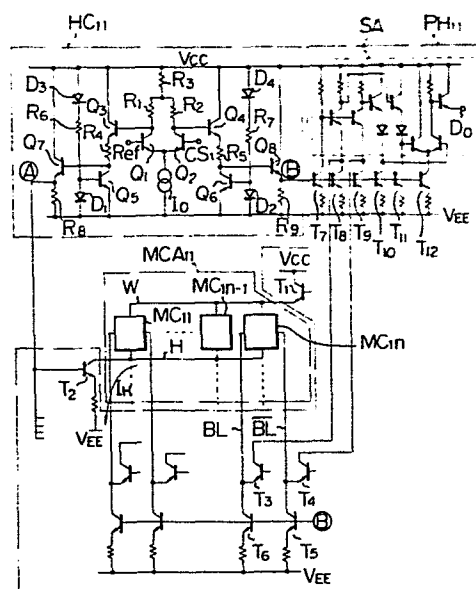 HC11 SA PH11
VCC
D3 R3 D4
R6 Q3 R1 R2 Q4 R7
Q7 R4 R5 Q8 D0
A Ref CS1 B
Q1 Q2
Q5 Q6
D1 I0 D2
R8 R9 VEE
T7 T8 T9 T10 T11 T12
MCA11 VCC
W MC1n-1 T1
MC11
H MC1n
T2 IH
VEE BL B̅L̅
T3 T4
B
T6 T5
VEE